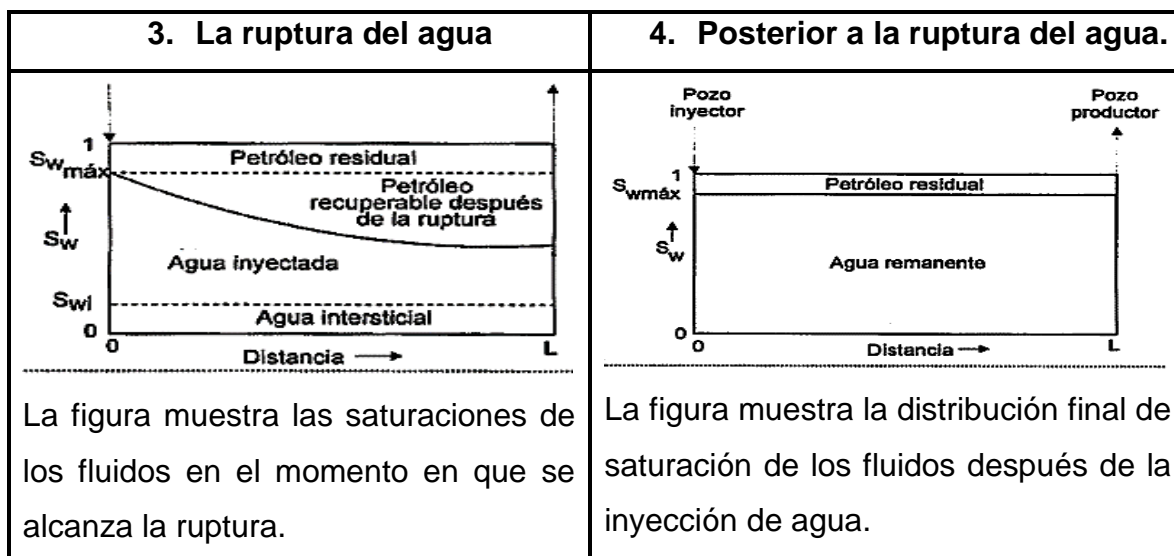 3. La ruptura del agua
1
Swmáx
Petróleo residual
Petróleo
recuperable después
de la ruptura
Sw
Agua inyectada
Swi
Agua intersticial
0
0
Distancia
L
La figura muestra las saturaciones de
los fluidos en el momento en que se
alcanza la ruptura.
4. Posterior a la ruptura del agua.
Pozo
inyector
Pozo
productor
1
Swmáx
Petróleo residual
Sw
Agua remanente
0
0
Distancia
L
La figura muestra la distribución final de
saturación de los fluidos después de la
inyección de agua.